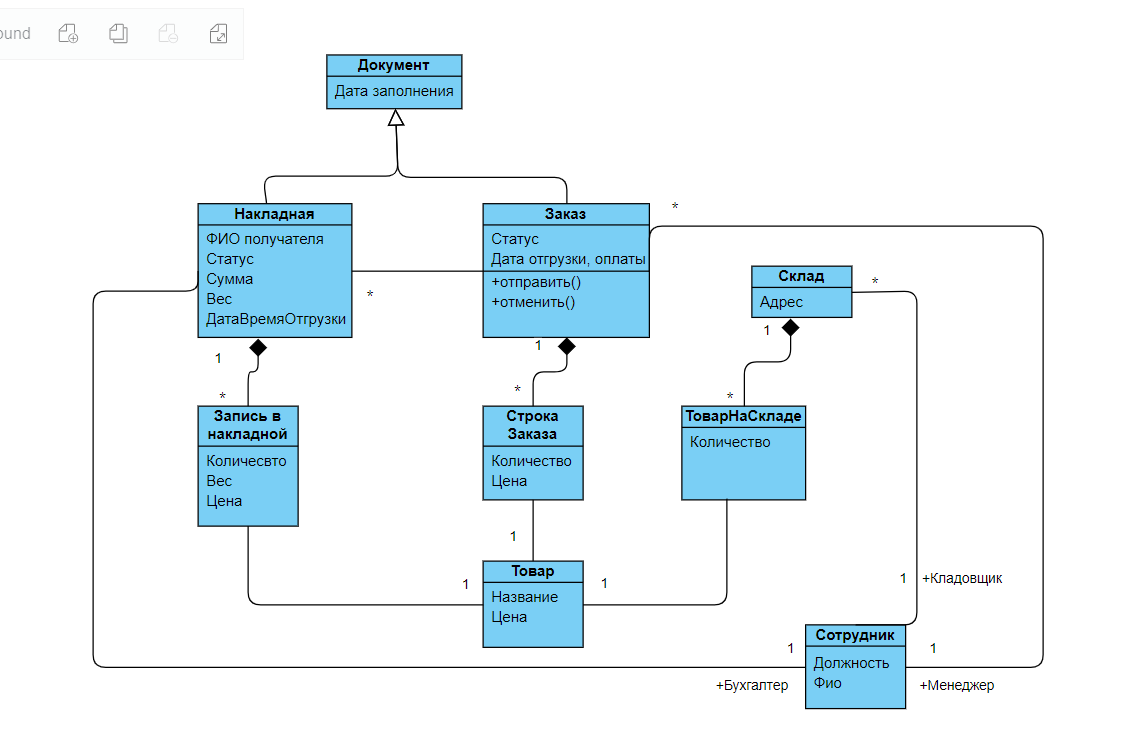 ound
Документ
Дата заполнения
Накладная
ФИО получателя
Статус
Сумма
Вес
ДатаВремяОтгрузки
*
1
*
Заказ
Статус
Дата отгрузки, оплаты
+отправить()
+отменить()
*
1
*
Склад
Адрес
*
1
*
Запись в
накладной
Количесвто
Вес
Цена
Строка
Заказа
Количество
Цена
ТоварНаСкладе
Количество
1
1
Товар
Название
Цена
1
1
+Кладовщик
Сотрудник
Должность
Фио
1
+Бухгалтер
1
+Менеджер